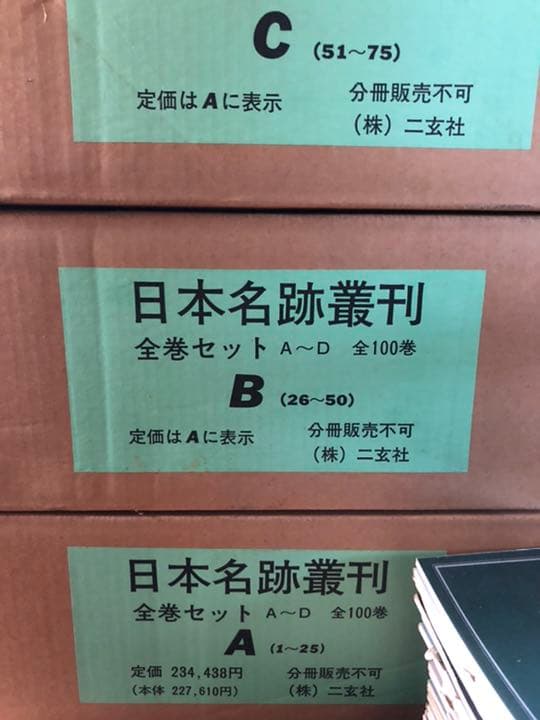 C (51〜75)
定価はAに表示 分冊販売不可
(株) 二玄社
日本名跡叢刊
全巻セット A〜D 全100巻
B (26〜50)
定価はAに表示 分冊販売不可
(株) 二玄社
日本名跡叢刊
全巻セット A〜D 全100巻
A (1〜25)
定価 234,438円 分冊販売不可
(本体 227,610円) (株) 二玄社